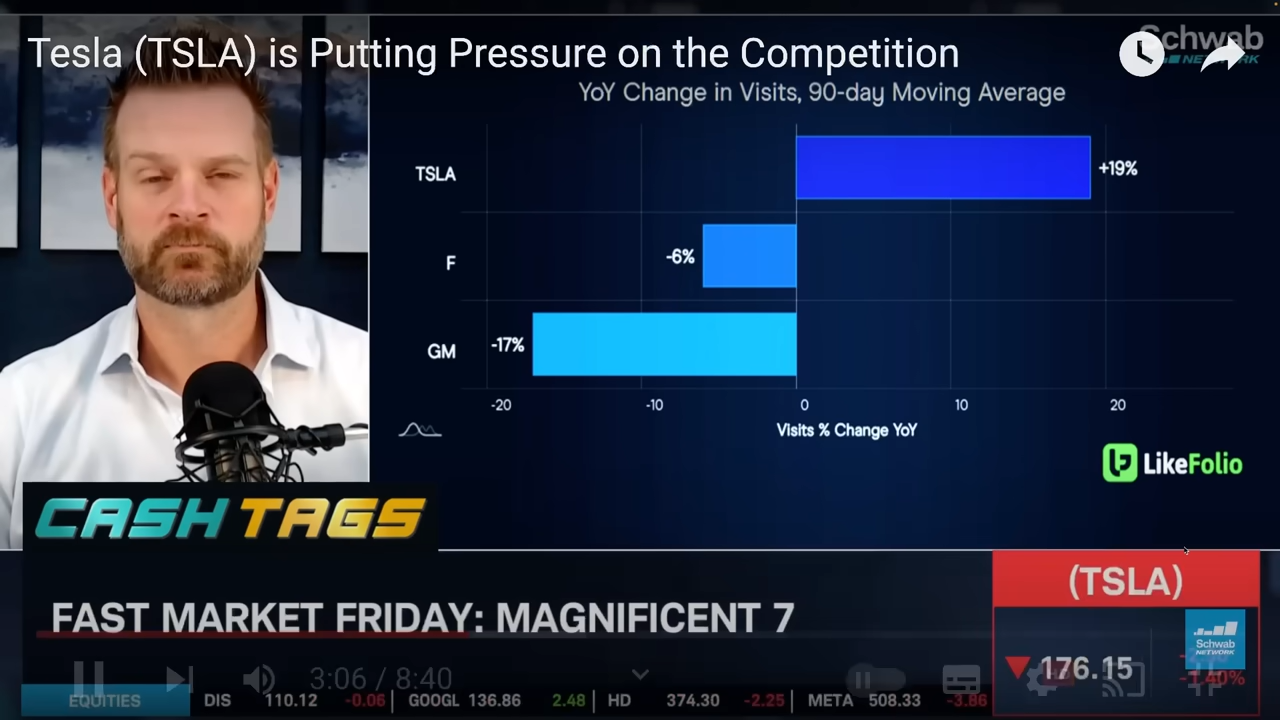 Tesla (TSLA) is Putting Pressure on the Competition
Schwab
NETWORK
YoY Change in Visits, 90-day Moving Average
TSLA
+19%
-6%
F
-17%
GM
-20 -10 0 10 20
Visits % Change YoY
LikeFolio
CASH TAGS
FAST MARKET FRIDAY: MAGNIFICENT 7
(TSLA)
Schwab
NETWORK
176.15
-1.40%
3:06 / 8:40
EQUITIES DIS 110.12 -0.06 GOOGL 136.86 2.48 HD 374.30 -2.25 META 508.33 -3.86